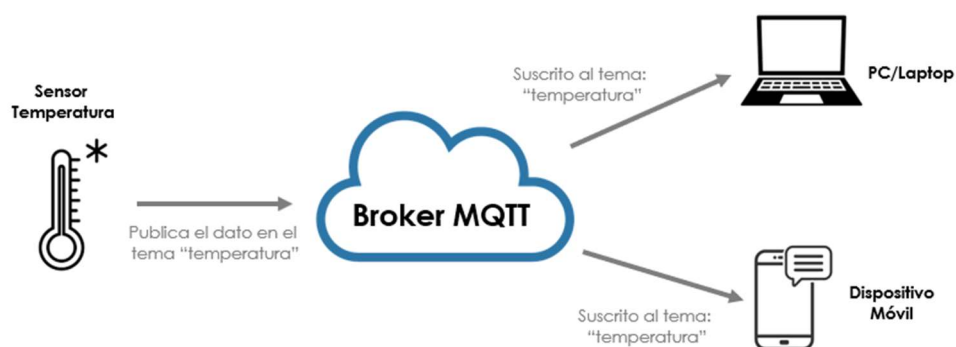 Sensor
Temperatura
Publica el dato en el
tema “temperatura”
Broker MQTT
Suscrito al tema:
“temperatura”
PC/Laptop
Suscrito al tema:
“temperatura”
Dispositivo
Móvil